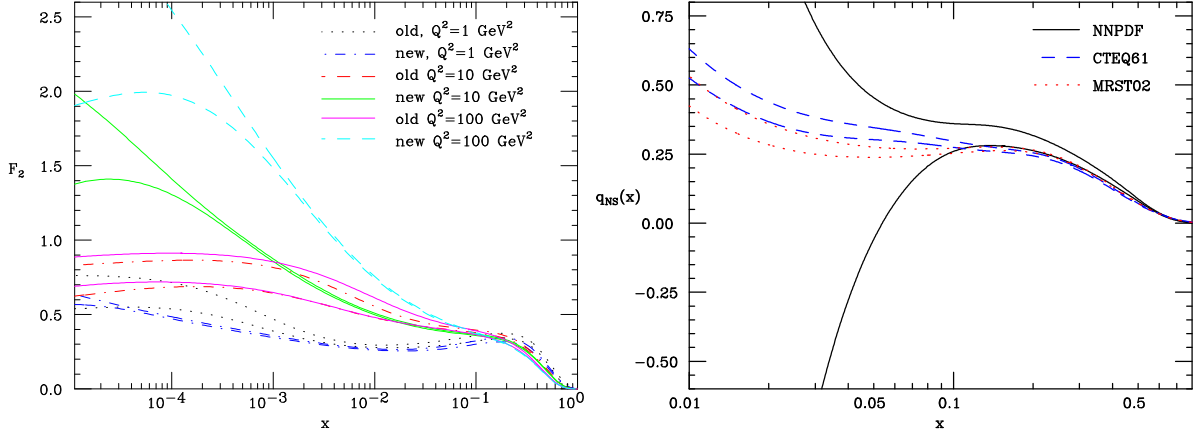 2.5
2.0
1.5
1.0
0.5
0.0
F₂
old, Q²=1 GeV²
new, Q²=1 GeV²
old Q²=10 GeV²
new Q²=10 GeV²
old Q²=100 GeV²
new Q²=100 GeV²
10⁻⁴ 10⁻³ 10⁻² 10⁻¹ 10⁰
x
0.75
0.50
0.25
0.00
−0.25
−0.50
q_NS(x)
NNPDF
CTEQ61
MRST02
0.01 0.05 0.1 0.5
x